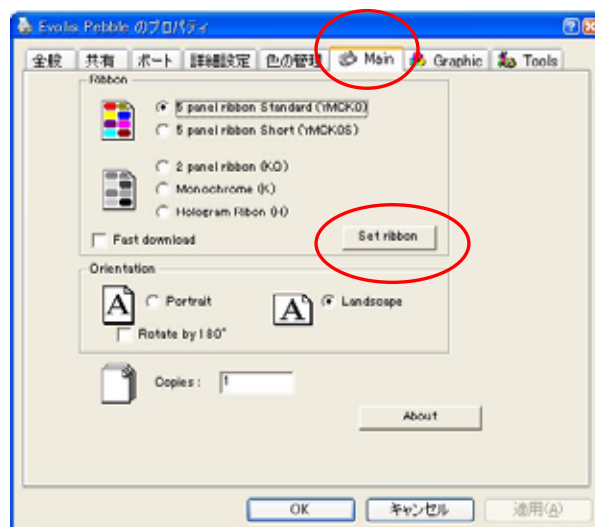 Evolis Pebble のプロパティ
全般 共有 ポート 詳細設定 色の管理 Main Graphic Tools
Ribbon
5 panel ribbon Standard (YMCKO)
5 panel ribbon Short (YMCKOS)
2 panel ribbon (KO)
Monochrome (K)
Hologram Ribon (H)
Fast download
Set ribbon
Orientation
A Portrait A Landscape
Rotate by 180°
Copies : 1
About
OK キャンセル 適用(A)